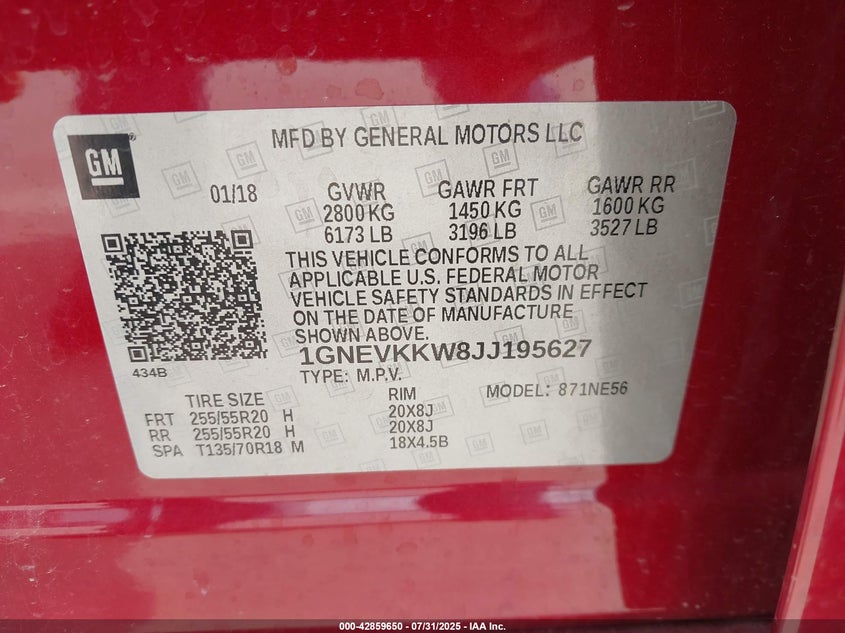 GM
MFD BY GENERAL MOTORS LLC
01/18
GVWR GAWR FRT GAWR RR
2800 KG 1450 KG 1600 KG
6173 LB 3196 LB 3527 LB
THIS VEHICLE CONFORMS TO ALL
APPLICABLE U.S. FEDERAL MOTOR
VEHICLE SAFETY STANDARDS IN EFFECT
ON THE DATE OF MANUFACTURE
SHOWN ABOVE.
434B
1GNEVKKW8JJ195627
TYPE: M.P.V.
MODEL: 871NE56
TIRE SIZE RIM
FRT 255/55R20 H 20X8J
RR 255/55R20 H 20X8J
SPA T135/70R18 M 18X4.5B
000-42859650 - 07/31/2025 - IAA Inc.